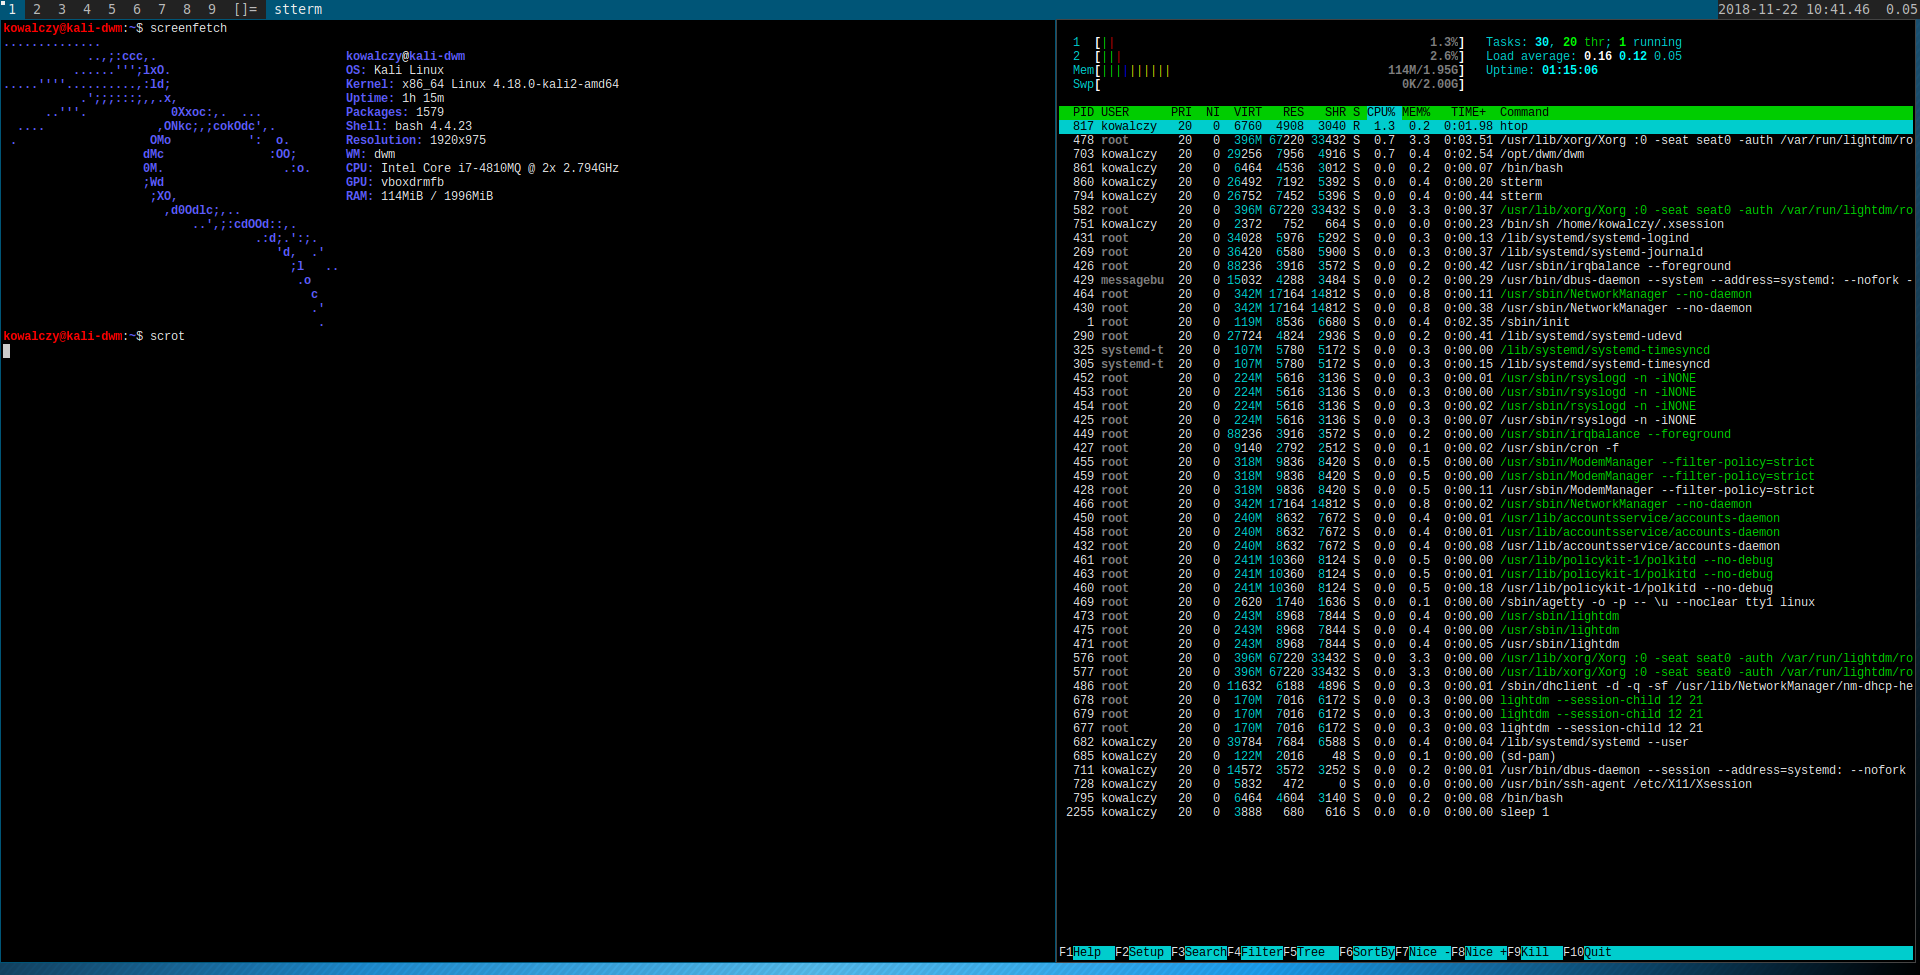 1 2 3 4 5 6 7 8 9 []= stterm 2018-11-22 10:41.46 0.05
kowalczy@kali-dwm:~$ screenfetch
..............
            ..,;:ccc,.                           kowalczy@kali-dwm
          ......''';lxO.                         OS: Kali Linux
.....''''..........,:ld;                         Kernel: x86_64 Linux 4.18.0-kali2-amd64
           .';;;:::;,,.x,                        Uptime: 1h 15m
      ..'''.            0Xxoc:,.  ...            Packages: 1579
  ....                ,ONkc;,;cokOdc',.          Shell: bash 4.4.23
 .                   OMo           ':  o.        Resolution: 1920x975
                    dMc               :OO;       WM: dwm
                    0M.                 .:o.     CPU: Intel Core i7-4810MQ @ 2x 2.794GHz
                    ;Wd                          GPU: vboxdrmfb
                     ;XO,                        RAM: 114MiB / 1996MiB
                       ,d0Odlc;,..
                           ..',;:cdOOd::,.
                                    .:d;.':;.
                                       'd,  .'
                                         ;l   ..
                                          .o
                                            c
                                            .'
                                             .
kowalczy@kali-dwm:~$ scrot
1 [|| 1.3%] Tasks: 30, 20 thr; 1 running
2 [||| 2.6%] Load average: 0.16 0.12 0.05
Mem[|||||||||| 114M/1.95G] Uptime: 01:15:06
Swp[ 0K/2.00G]
PID USER PRI NI VIRT RES SHR S CPU% MEM% TIME+ Command
817 kowalczy 20 0 6760 4908 3040 R 1.3 0.2 0:01.98 htop
478 root 20 0 396M 67220 33432 S 0.7 3.3 0:03.51 /usr/lib/xorg/Xorg :0 -seat seat0 -auth /var/run/lightdm/ro
703 kowalczy 20 0 29256 7956 4916 S 0.7 0.4 0:02.54 /opt/dwm/dwm
861 kowalczy 20 0 6464 4536 3012 S 0.0 0.2 0:00.07 /bin/bash
860 kowalczy 20 0 26492 7192 5392 S 0.0 0.4 0:00.20 stterm
794 kowalczy 20 0 26752 7452 5396 S 0.0 0.4 0:00.44 stterm
582 root 20 0 396M 67220 33432 S 0.0 3.3 0:00.37 /usr/lib/xorg/Xorg :0 -seat seat0 -auth /var/run/lightdm/ro
751 kowalczy 20 0 2372 752 664 S 0.0 0.0 0:00.23 /bin/sh /home/kowalczy/.xsession
431 root 20 0 34028 5976 5292 S 0.0 0.3 0:00.13 /lib/systemd/systemd-logind
269 root 20 0 36420 6580 5900 S 0.0 0.3 0:00.37 /lib/systemd/systemd-journald
426 root 20 0 88236 3916 3572 S 0.0 0.2 0:00.42 /usr/sbin/irqbalance --foreground
429 messagebu 20 0 15032 4288 3484 S 0.0 0.2 0:00.29 /usr/bin/dbus-daemon --system --address=systemd: --nofork -
464 root 20 0 342M 17164 14812 S 0.0 0.8 0:00.11 /usr/sbin/NetworkManager --no-daemon
430 root 20 0 342M 17164 14812 S 0.0 0.8 0:00.38 /usr/sbin/NetworkManager --no-daemon
1 root 20 0 119M 8536 6680 S 0.0 0.4 0:02.35 /sbin/init
290 root 20 0 27724 4824 2936 S 0.0 0.2 0:00.41 /lib/systemd/systemd-udevd
325 systemd-t 20 0 107M 5780 5172 S 0.0 0.3 0:00.00 /lib/systemd/systemd-timesyncd
305 systemd-t 20 0 107M 5780 5172 S 0.0 0.3 0:00.15 /lib/systemd/systemd-timesyncd
452 root 20 0 224M 5616 3136 S 0.0 0.3 0:00.01 /usr/sbin/rsyslogd -n -iNONE
453 root 20 0 224M 5616 3136 S 0.0 0.3 0:00.00 /usr/sbin/rsyslogd -n -iNONE
454 root 20 0 224M 5616 3136 S 0.0 0.3 0:00.02 /usr/sbin/rsyslogd -n -iNONE
425 root 20 0 224M 5616 3136 S 0.0 0.3 0:00.07 /usr/sbin/rsyslogd -n -iNONE
449 root 20 0 88236 3916 3572 S 0.0 0.2 0:00.00 /usr/sbin/irqbalance --foreground
427 root 20 0 9140 2792 2512 S 0.0 0.1 0:00.02 /usr/sbin/cron -f
455 root 20 0 318M 9836 8420 S 0.0 0.5 0:00.00 /usr/sbin/ModemManager --filter-policy=strict
459 root 20 0 318M 9836 8420 S 0.0 0.5 0:00.00 /usr/sbin/ModemManager --filter-policy=strict
428 root 20 0 318M 9836 8420 S 0.0 0.5 0:00.11 /usr/sbin/ModemManager --filter-policy=strict
466 root 20 0 342M 17164 14812 S 0.0 0.8 0:00.02 /usr/sbin/NetworkManager --no-daemon
450 root 20 0 240M 8632 7672 S 0.0 0.4 0:00.01 /usr/lib/accountsservice/accounts-daemon
458 root 20 0 240M 8632 7672 S 0.0 0.4 0:00.01 /usr/lib/accountsservice/accounts-daemon
432 root 20 0 240M 8632 7672 S 0.0 0.4 0:00.08 /usr/lib/accountsservice/accounts-daemon
461 root 20 0 241M 10360 8124 S 0.0 0.5 0:00.00 /usr/lib/policykit-1/polkitd --no-debug
463 root 20 0 241M 10360 8124 S 0.0 0.5 0:00.01 /usr/lib/policykit-1/polkitd --no-debug
460 root 20 0 241M 10360 8124 S 0.0 0.5 0:00.18 /usr/lib/policykit-1/polkitd --no-debug
469 root 20 0 2620 1740 1636 S 0.0 0.1 0:00.00 /sbin/agetty -o -p -- \u --noclear tty1 linux
473 root 20 0 243M 8968 7844 S 0.0 0.4 0:00.00 /usr/sbin/lightdm
475 root 20 0 243M 8968 7844 S 0.0 0.4 0:00.00 /usr/sbin/lightdm
471 root 20 0 243M 8968 7844 S 0.0 0.4 0:00.05 /usr/sbin/lightdm
576 root 20 0 396M 67220 33432 S 0.0 3.3 0:00.00 /usr/lib/xorg/Xorg :0 -seat seat0 -auth /var/run/lightdm/ro
577 root 20 0 396M 67220 33432 S 0.0 3.3 0:00.00 /usr/lib/xorg/Xorg :0 -seat seat0 -auth /var/run/lightdm/ro
486 root 20 0 11632 6188 4896 S 0.0 0.3 0:00.01 /sbin/dhclient -d -q -sf /usr/lib/NetworkManager/nm-dhcp-he
678 root 20 0 170M 7016 6172 S 0.0 0.3 0:00.00 lightdm --session-child 12 21
679 root 20 0 170M 7016 6172 S 0.0 0.3 0:00.00 lightdm --session-child 12 21
677 root 20 0 170M 7016 6172 S 0.0 0.3 0:00.03 lightdm --session-child 12 21
682 kowalczy 20 0 39784 7684 6588 S 0.0 0.4 0:00.04 /lib/systemd/systemd --user
685 kowalczy 20 0 122M 2016 48 S 0.0 0.1 0:00.00 (sd-pam)
711 kowalczy 20 0 14572 3572 3252 S 0.0 0.2 0:00.01 /usr/bin/dbus-daemon --session --address=systemd: --nofork
728 kowalczy 20 0 5832 472 0 S 0.0 0.0 0:00.00 /usr/bin/ssh-agent /etc/X11/Xsession
795 kowalczy 20 0 6464 4604 3140 S 0.0 0.2 0:00.08 /bin/bash
2255 kowalczy 20 0 3888 680 616 S 0.0 0.0 0:00.00 sleep 1
F1Help F2Setup F3SearchF4FilterF5Tree F6SortByF7Nice -F8Nice +F9Kill F10Quit